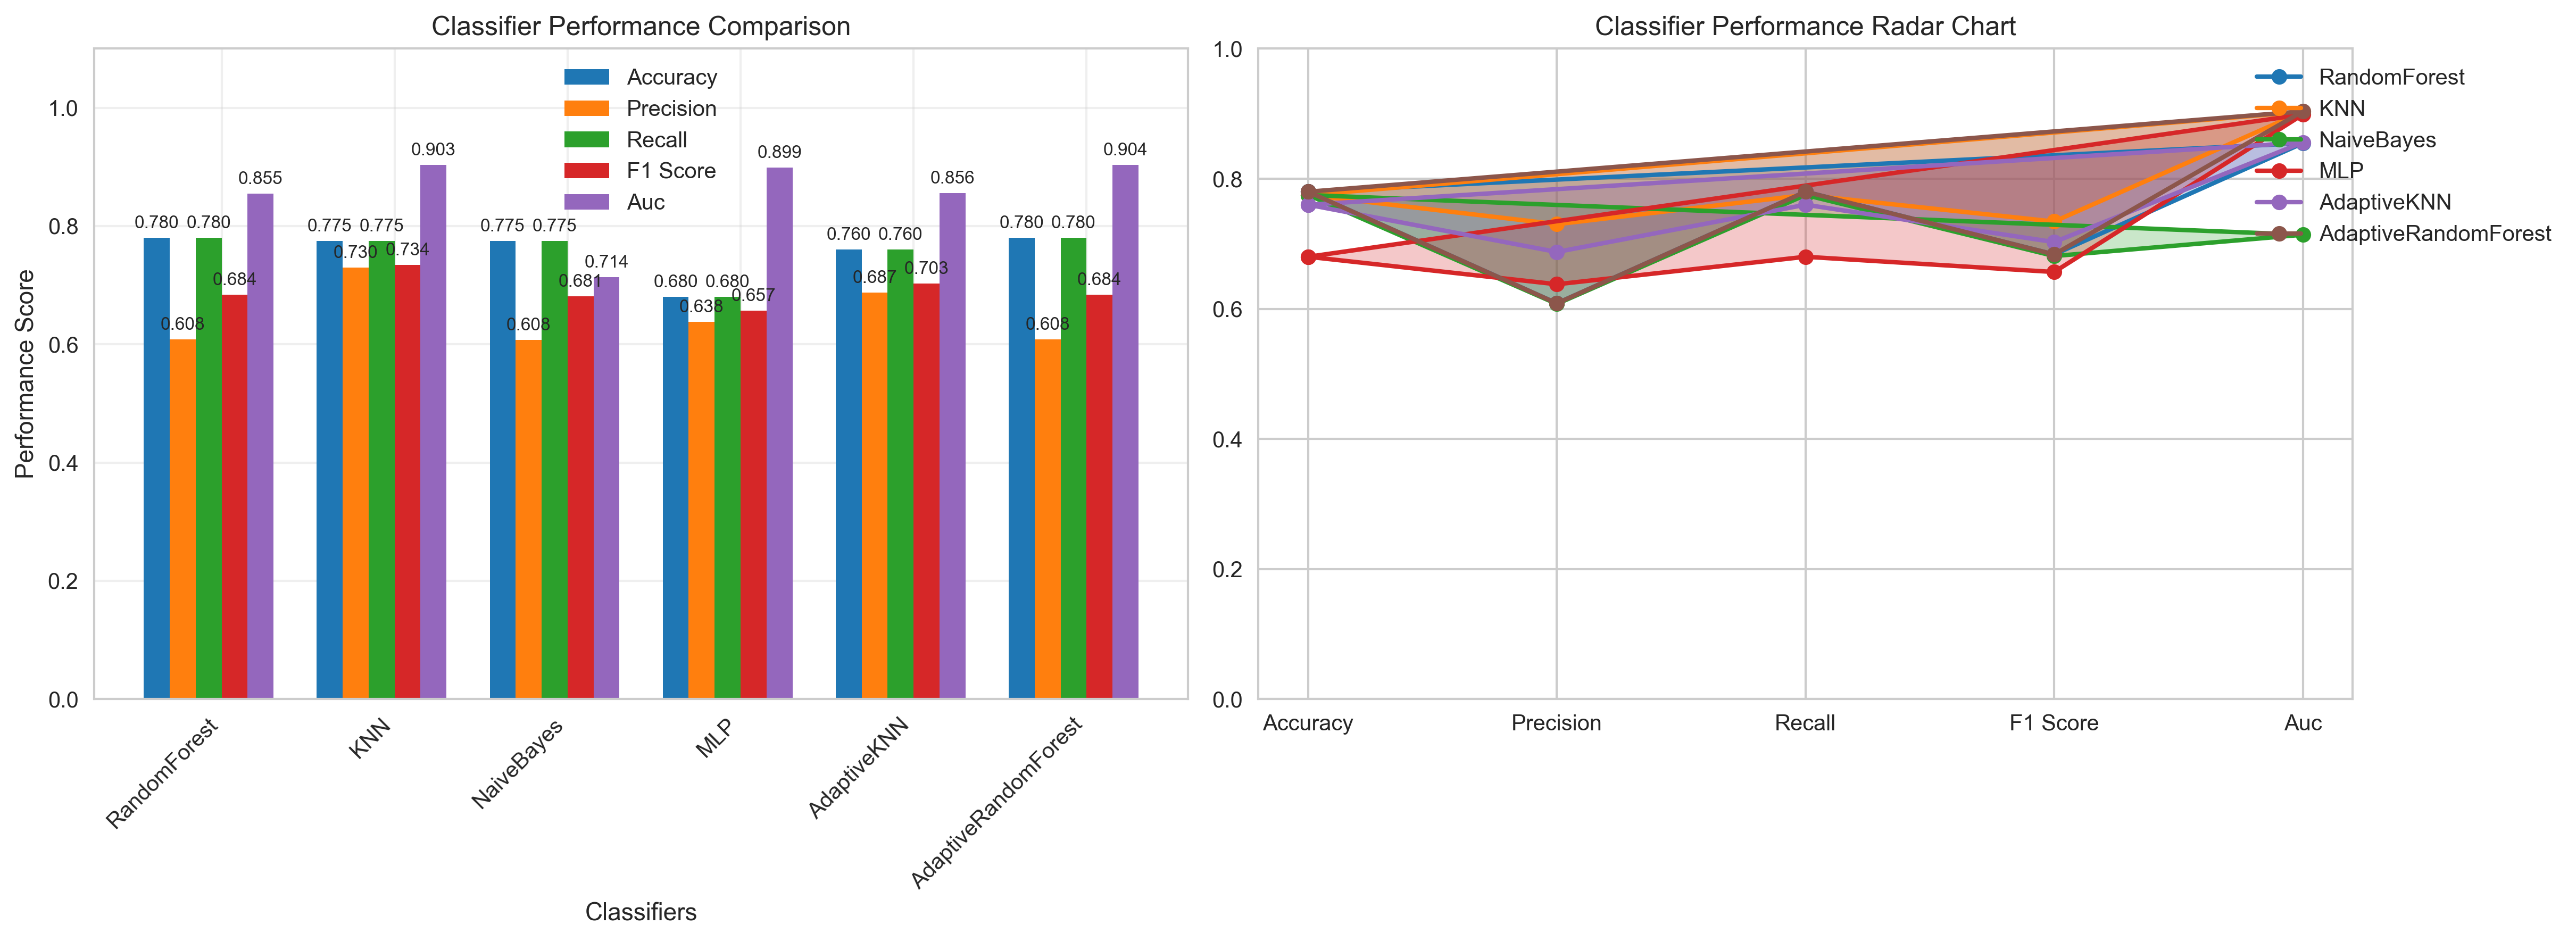 Classifier Performance Comparison
Accuracy
Precision
Recall
F1 Score
Auc
Performance Score
1.0
0.8
0.6
0.4
0.2
0.0
0.780
0.608
0.780
0.684
0.855
0.775
0.730
0.775
0.734
0.903
0.775
0.608
0.775
0.681
0.714
0.680
0.638
0.680
0.657
0.899
0.760
0.687
0.760
0.703
0.856
0.780
0.608
0.780
0.684
0.904
RandomForest
KNN
NaiveBayes
MLP
AdaptiveKNN
AdaptiveRandomForest
Classifiers
Classifier Performance Radar Chart
1.0
0.8
0.6
0.4
0.2
0.0
RandomForest
KNN
NaiveBayes
MLP
AdaptiveKNN
AdaptiveRandomForest
Accuracy
Precision
Recall
F1 Score
Auc